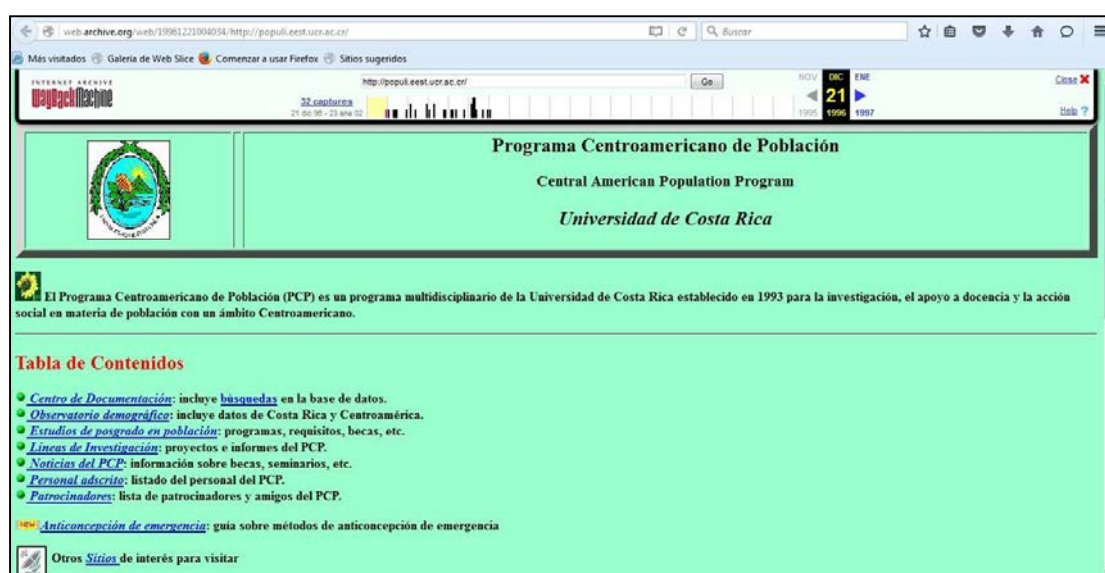 web.archive.org/web/19961221004034/http://populi.eest.ucr.ac.cr/
Buscar
Más visitados Galería de Web Slice Comenzar a usar Firefox Sitios sugeridos
INTERNET ARCHIVE
WayBackMachine
http://populi.eest.ucr.ac.cr/ Go
32 captures
21 dic 96 - 23 ene 02
NOV DIC ENE
21
1995 1996 1997
Close
Help ?
Programa Centroamericano de Población
Central American Population Program
Universidad de Costa Rica
El Programa Centroamericano de Población (PCP) es un programa multidisciplinario de la Universidad de Costa Rica establecido en 1993 para la investigación, el apoyo a docencia y la acción
social en materia de población con un ámbito Centroamericano.
Tabla de Contenidos
Centro de Documentación: incluye búsquedas en la base de datos.
Observatorio demográfico: incluye datos de Costa Rica y Centroamérica.
Estudios de posgrado en población: programas, requisitos, becas, etc.
Líneas de Investigación: proyectos e informes del PCP.
Noticias del PCP: información sobre becas, seminarios, etc.
Personal adscrito: listado del personal del PCP.
Patrocinadores: lista de patrocinadores y amigos del PCP.
NEW Anticoncepción de emergencia: guía sobre métodos de anticoncepción de emergencia
Otros Sitios de interés para visitar